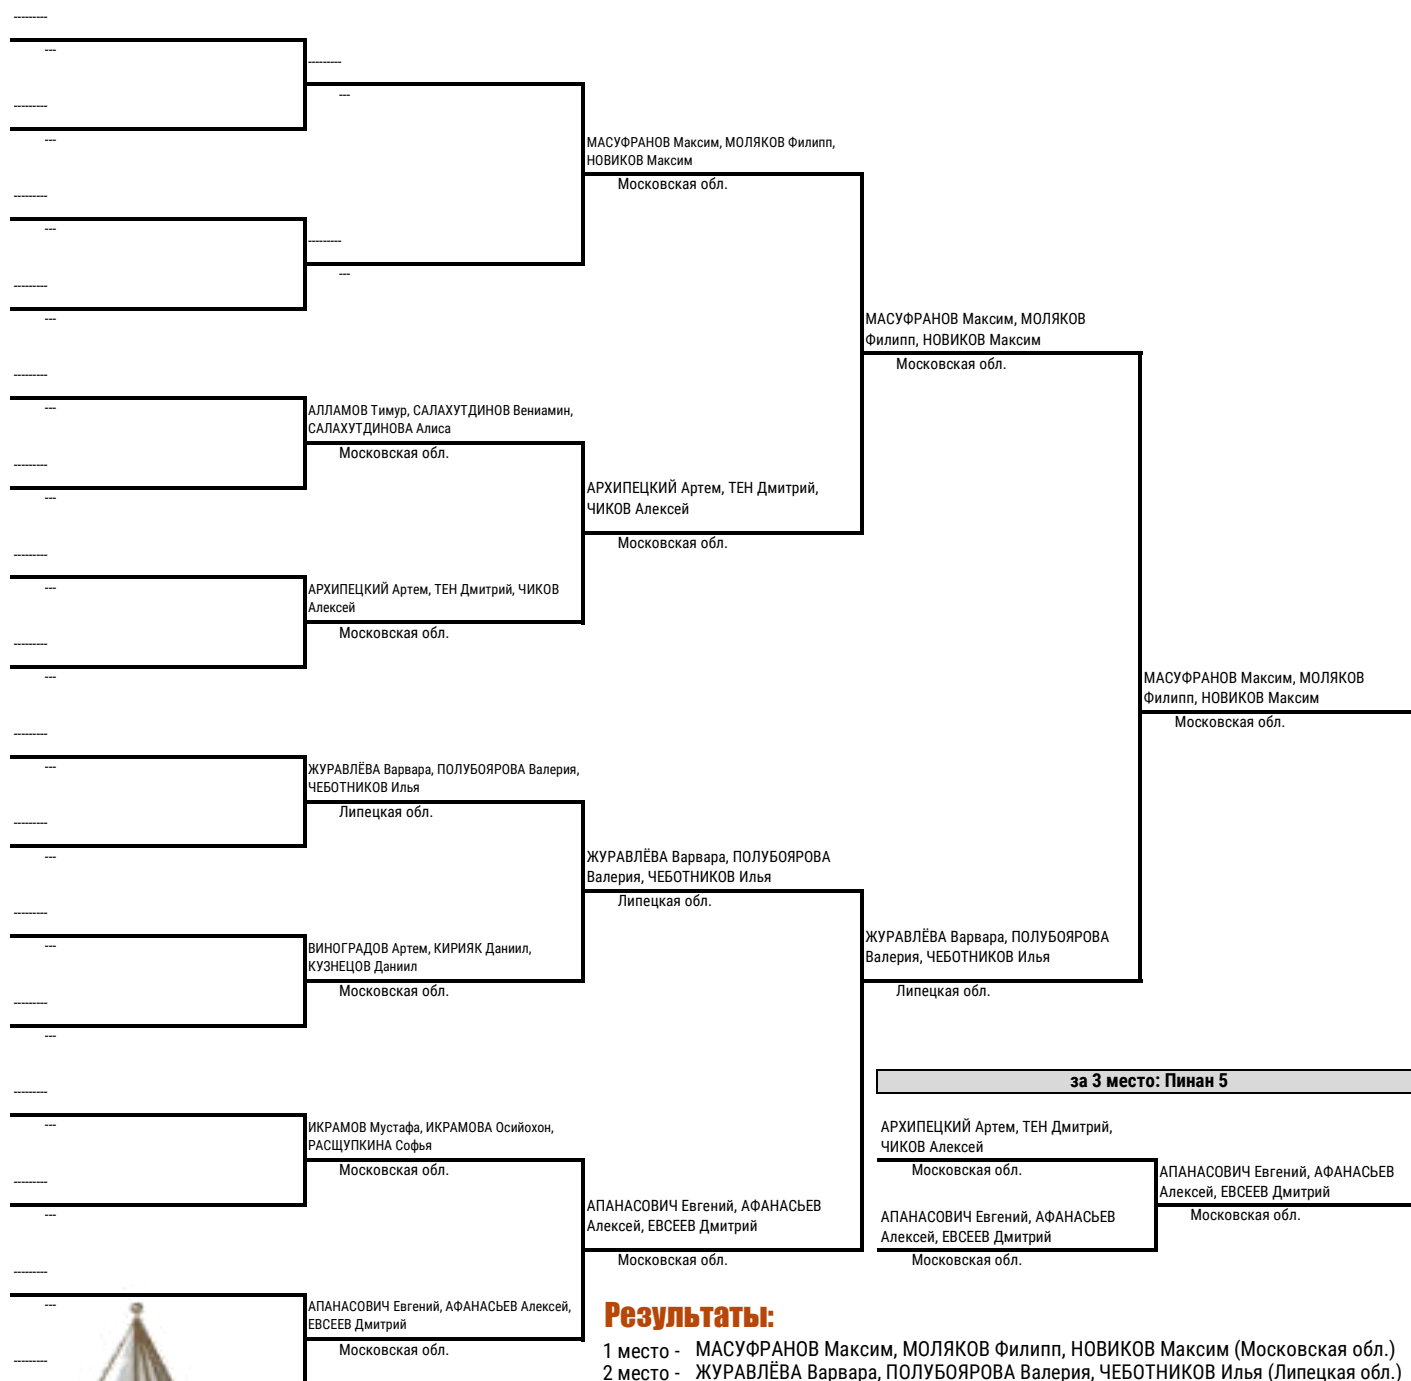 ---------
---
---------
---------
---
---------
---
МАСУФРАНОВ Максим, МОЛЯКОВ Филипп,
НОВИКОВ Максим
Московская обл.
---------
---
---------
---
---------
---
МАСУФРАНОВ Максим, МОЛЯКОВ
Филипп, НОВИКОВ Максим
Московская обл.
---------
---
АЛЛАМОВ Тимур, САЛАХУТДИНОВ Вениамин,
САЛАХУТДИНОВА Алиса
Московская обл.
---------
---
АРХИПЕЦКИЙ Артем, ТЕН Дмитрий,
ЧИКОВ Алексей
Московская обл.
---------
---
АРХИПЕЦКИЙ Артем, ТЕН Дмитрий, ЧИКОВ
Алексей
Московская обл.
---------
---
МАСУФРАНОВ Максим, МОЛЯКОВ
Филипп, НОВИКОВ Максим
Московская обл.
---------
---
ЖУРАВЛЁВА Варвара, ПОЛУБОЯРОВА Валерия,
ЧЕБОТНИКОВ Илья
Липецкая обл.
---------
---
ЖУРАВЛЁВА Варвара, ПОЛУБОЯРОВА
Валерия, ЧЕБОТНИКОВ Илья
Липецкая обл.
---------
---
ВИНОГРАДОВ Артем, КИРИЯК Даниил,
КУЗНЕЦОВ Даниил
Московская обл.
ЖУРАВЛЁВА Варвара, ПОЛУБОЯРОВА
Валерия, ЧЕБОТНИКОВ Илья
Липецкая обл.
---------
---
за 3 место: Пинан 5
---------
---
ИКРАМОВ Мустафа, ИКРАМОВА Осийохон,
РАСЩУПКИНА Софья
Московская обл.
АРХИПЕЦКИЙ Артем, ТЕН Дмитрий,
ЧИКОВ Алексей
Московская обл.
АПАНАСОВИЧ Евгений, АФАНАСЬЕВ
Алексей, ЕВСЕЕВ Дмитрий
Московская обл.
---------
---
АПАНАСОВИЧ Евгений, АФАНАСЬЕВ
Алексей, ЕВСЕЕВ Дмитрий
Московская обл.
АПАНАСОВИЧ Евгений, АФАНАСЬЕВ
Алексей, ЕВСЕЕВ Дмитрий
Московская обл.
---------
---
АПАНАСОВИЧ Евгений, АФАНАСЬЕВ Алексей,
ЕВСЕЕВ Дмитрий
Московская обл.
---------
Результаты:
1 место - МАСУФРАНОВ Максим, МОЛЯКОВ Филипп, НОВИКОВ Максим (Московская обл.)
2 место - ЖУРАВЛЁВА Варвара, ПОЛУБОЯРОВА Валерия, ЧЕБОТНИКОВ Илья (Липецкая обл.)